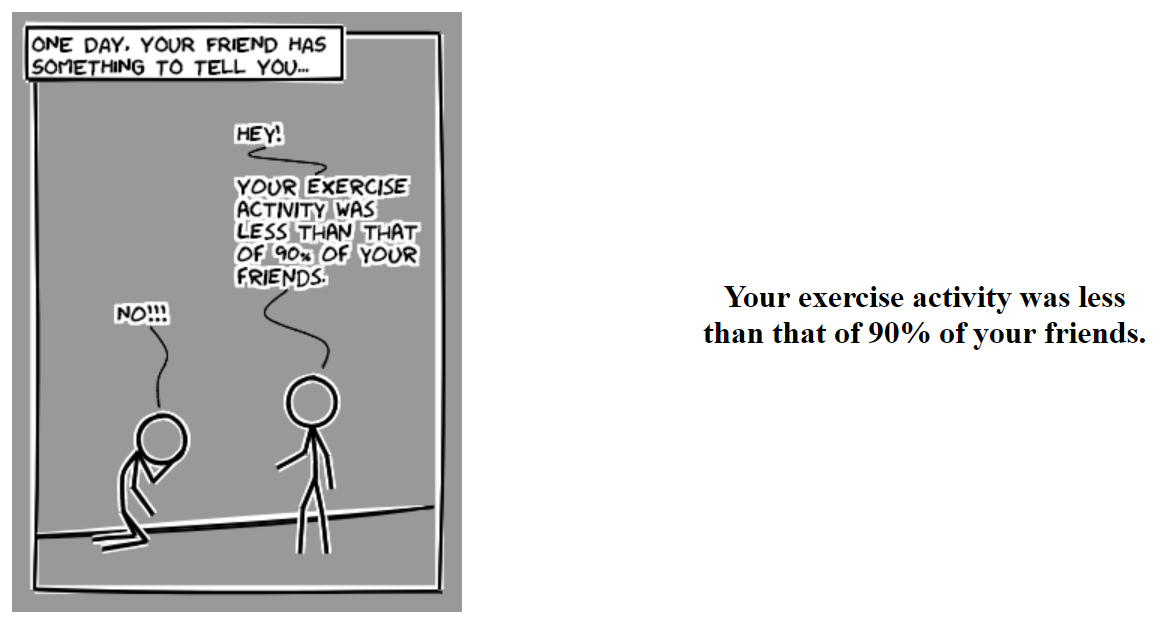 ONE DAY, YOUR FRIEND HAS
SOMETHING TO TELL YOU...
HEY!
YOUR EXERCISE
ACTIVITY WAS
LESS THAN THAT
OF 90% OF YOUR
FRIENDS.
NO!!!
Your exercise activity was less
than that of 90% of your friends.